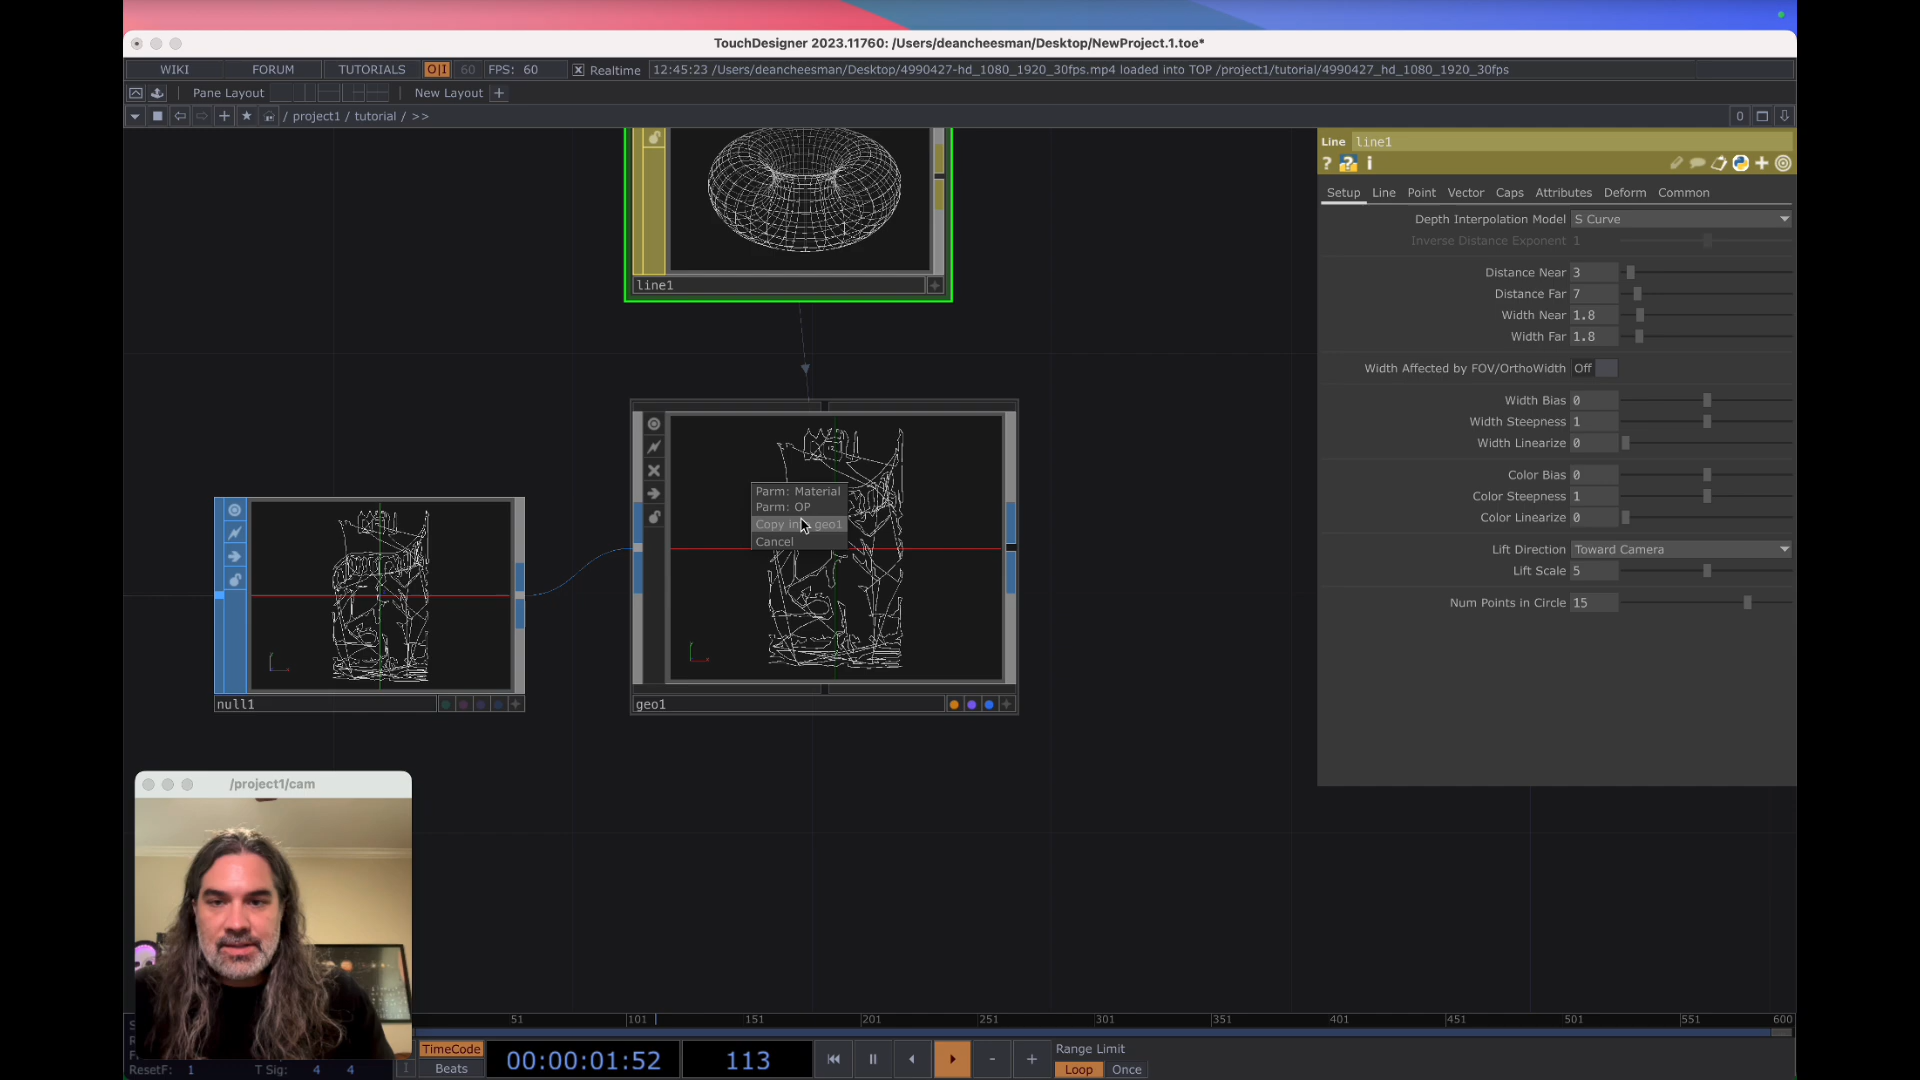 TouchDesigner 2023.11760: /Users/deancheesman/Desktop/NewProject.1.toe*
WIKI FORUM TUTORIALS O|I 60 FPS: 60 Realtime 12:45:23 /Users/deancheesman/Desktop/4990427-hd_1080_1920_30fps.mp4 loaded into TOP /project1/tutorial/4990427_hd_1080_1920_30fps
Pane Layout New Layout +
/ project1 / tutorial / >> 0
Line line1
? ? i
Setup Line Point Vector Caps Attributes Deform Common
Depth Interpolation Model S Curve
Inverse Distance Exponent 1
Distance Near 3
Distance Far 7
Width Near 1.8
Width Far 1.8
Width Affected by FOV/OrthoWidth Off
Width Bias 0
Width Steepness 1
Width Linearize 0
Color Bias 0
Color Steepness 1
Color Linearize 0
Lift Direction Toward Camera
Lift Scale 5
Num Points in Circle 15
line1
Parm: Material
Parm: OP
Copy geo1
Cancel
null1
geo1
/project1/cam
51 101 151 201 251 301 351 401 451 501 551 600
TimeCode
Beats
00:00:01:52
113
- +
Range Limit
Loop Once
ResetF: 1 T Sig: 4 4